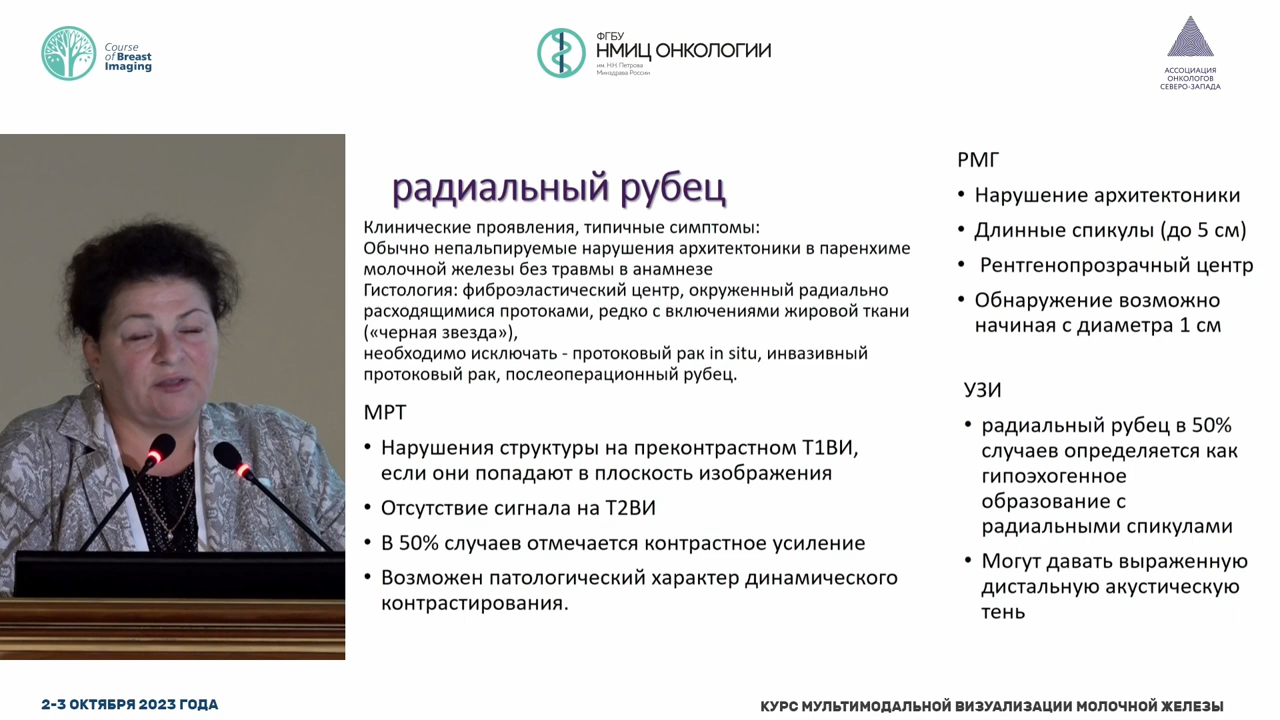 Course
of Breast
Imaging
ФГБУ
НМИЦ ОНКОЛОГИИ
им. Н.Н. Петрова
Минздрава России
АССОЦИАЦИЯ
ОНКОЛОГОВ
СЕВЕРО-ЗАПАДА
радиальный рубец
Клинические проявления, типичные симптомы:
Обычно непальпируемые нарушения архитектоники в паренхиме
молочной железы без травмы в анамнезе
Гистология: фиброэластический центр, окруженный радиально
расходящимися протоками, редко с включениями жировой ткани
(«черная звезда»),
необходимо исключать - протоковый рак in situ, инвазивный
протоковый рак, послеоперационный рубец.
МРТ
• Нарушения структуры на преконтрастном Т1ВИ,
если они попадают в плоскость изображения
• Отсутствие сигнала на Т2ВИ
• В 50% случаев отмечается контрастное усиление
• Возможен патологический характер динамического
контрастирования.
РМГ
• Нарушение архитектоники
• Длинные спикулы (до 5 см)
• Рентгенопрозрачный центр
• Обнаружение возможно
начиная с диаметра 1 см
УЗИ
• радиальный рубец в 50%
случаев определяется как
гипоэхогенное
образование с
радиальными спикулами
• Могут давать выраженную
дистальную акустическую
тень
2-3 ОКТЯБРЯ 2023 ГОДА
КУРС МУЛЬТИМОДАЛЬНОЙ ВИЗУАЛИЗАЦИИ МОЛОЧНОЙ ЖЕЛЕЗЫ